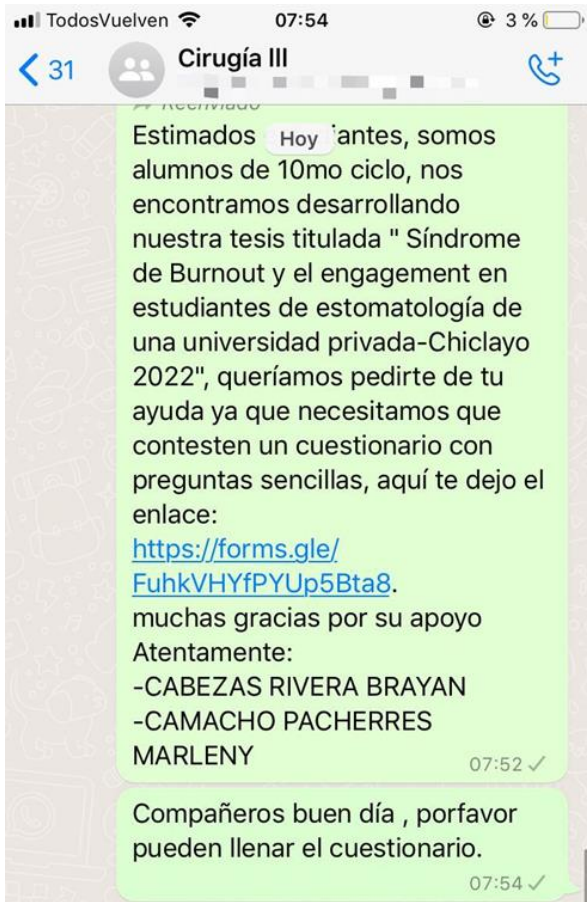 TodosVuelven 07:54 3 %
31 Cirugía III
Reenviado
Estimados Hoy iantes, somos
alumnos de 10mo ciclo, nos
encontramos desarrollando
nuestra tesis titulada " Síndrome
de Burnout y el engagement en
estudiantes de estomatología de
una universidad privada-Chiclayo
2022", queríamos pedirte de tu
ayuda ya que necesitamos que
contesten un cuestionario con
preguntas sencillas, aquí te dejo el
enlace:
https://forms.gle/
FuhkVHYfPYUp5Bta8.
muchas gracias por su apoyo
Atentamente:
-CABEZAS RIVERA BRAYAN
-CAMACHO PACHERRES
MARLENY
07:52
Compañeros buen día , porfavor
pueden llenar el cuestionario.
07:54